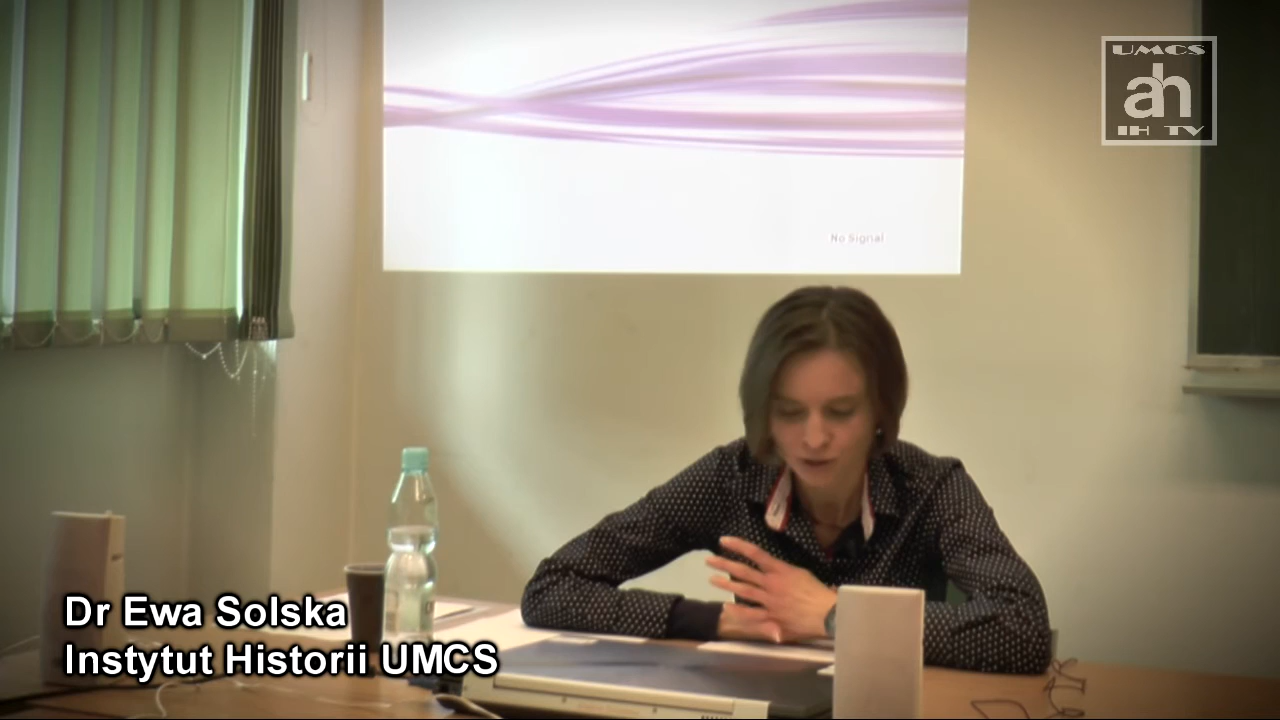 UMCS
ah
IH TV
No Signal
Dr Ewa Solska
Instytut Historii UMCS